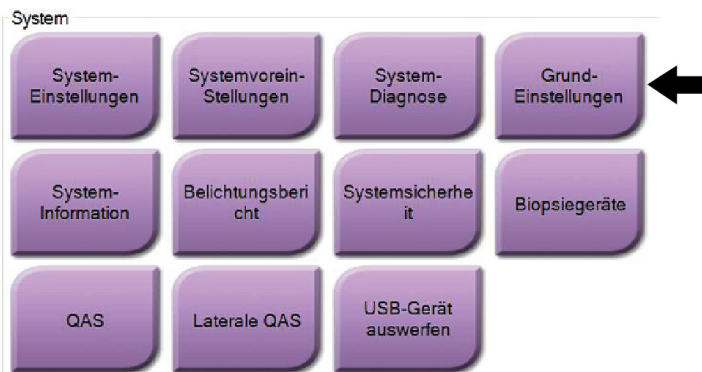 System
System-
Einstellungen
Systemvorein-
Stellungen
System-
Diagnose
Grund-
Einstellungen
System-
Information
Belichtungsberi
cht
Systemsicherhe
it
Biopsiegeräte
QAS
Laterale QAS
USB-Gerät
auswerfen